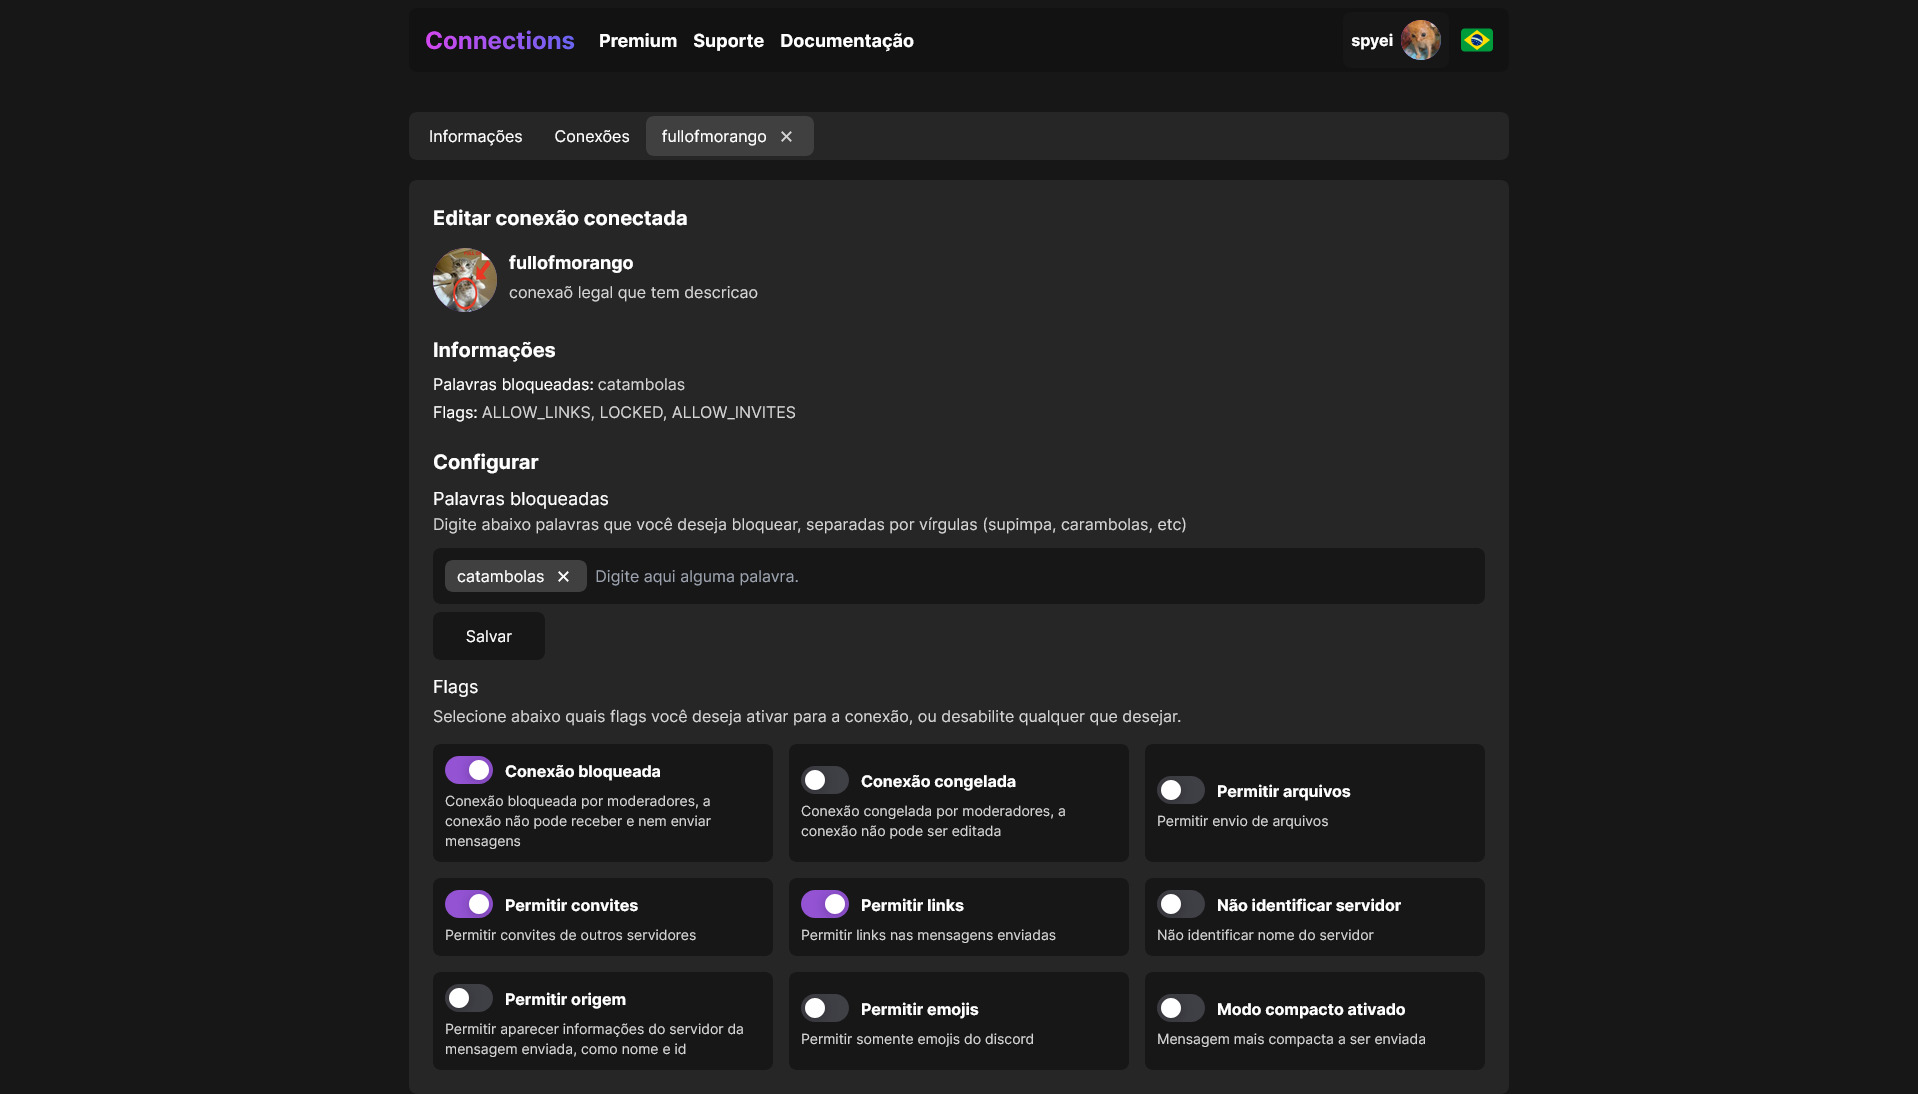 Connections Premium Suporte Documentação spyei
Informações Conexões fullofmorango
Editar conexão conectada
fullofmorango
conexaõ legal que tem descricao
Informações
Palavras bloqueadas: catambolas
Flags: ALLOW_LINKS, LOCKED, ALLOW_INVITES
Configurar
Palavras bloqueadas
Digite abaixo palavras que você deseja bloquear, separadas por vírgulas (supimpa, carambolas, etc)
catambolas Digite aqui alguma palavra.
Salvar
Flags
Selecione abaixo quais flags você deseja ativar para a conexão, ou desabilite qualquer que desejar.
Conexão bloqueada
Conexão bloqueada por moderadores, a
conexão não pode receber e nem enviar
mensagens
Conexão congelada
Conexão congelada por moderadores, a
conexão não pode ser editada
Permitir arquivos
Permitir envio de arquivos
Permitir convites
Permitir convites de outros servidores
Permitir links
Permitir links nas mensagens enviadas
Não identificar servidor
Não identificar nome do servidor
Permitir origem
Permitir aparecer informações do servidor da
mensagem enviada, como nome e id
Permitir emojis
Permitir somente emojis do discord
Modo compacto ativado
Mensagem mais compacta a ser enviada